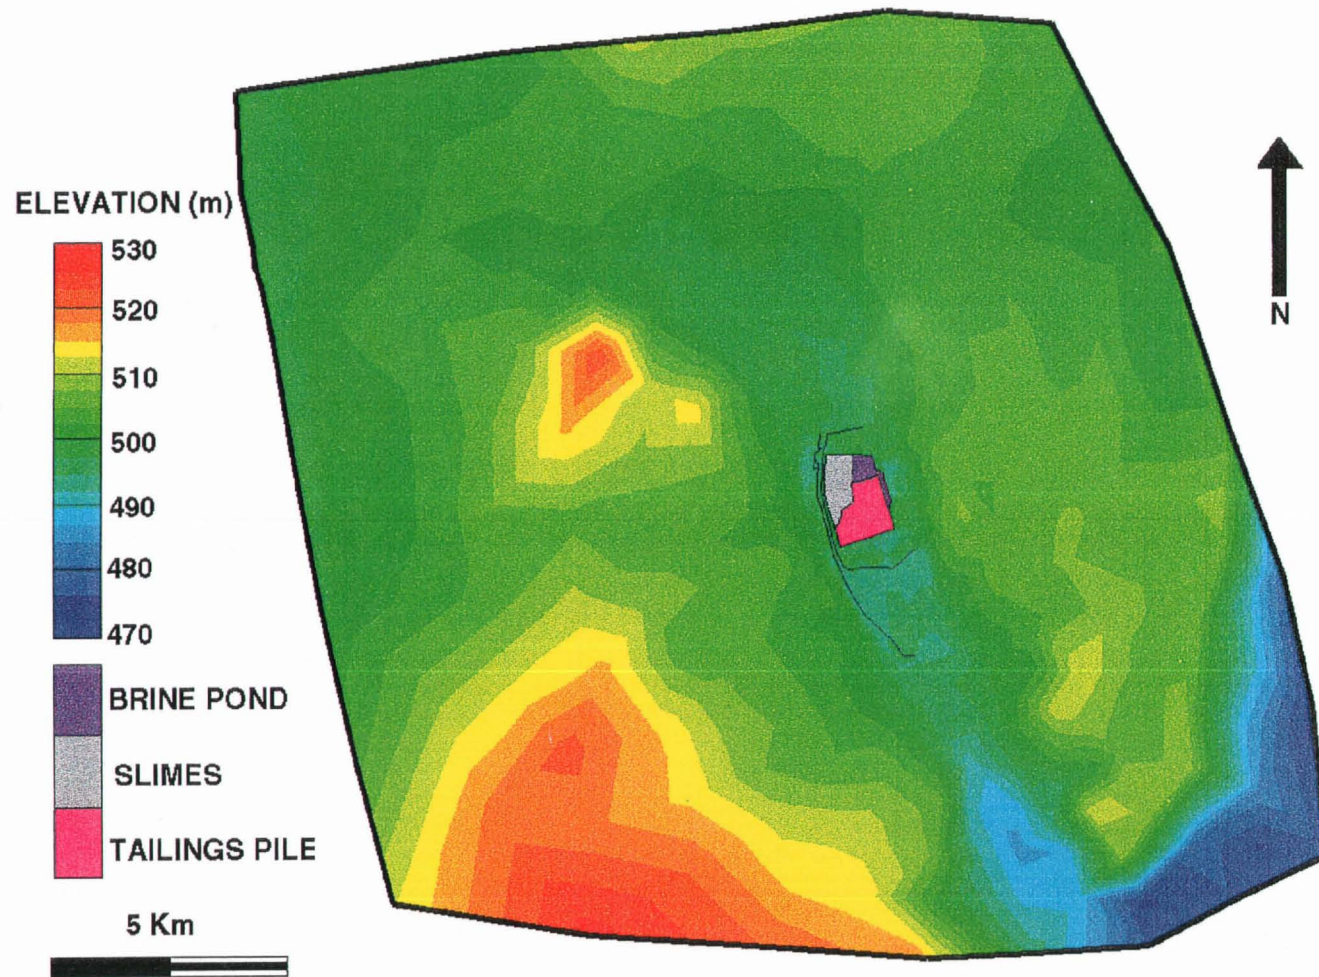 ELEVATION (m)
530
520
510
500
490
480
470
BRINE POND
SLIMES
TAILINGS PILE
5 Km
N